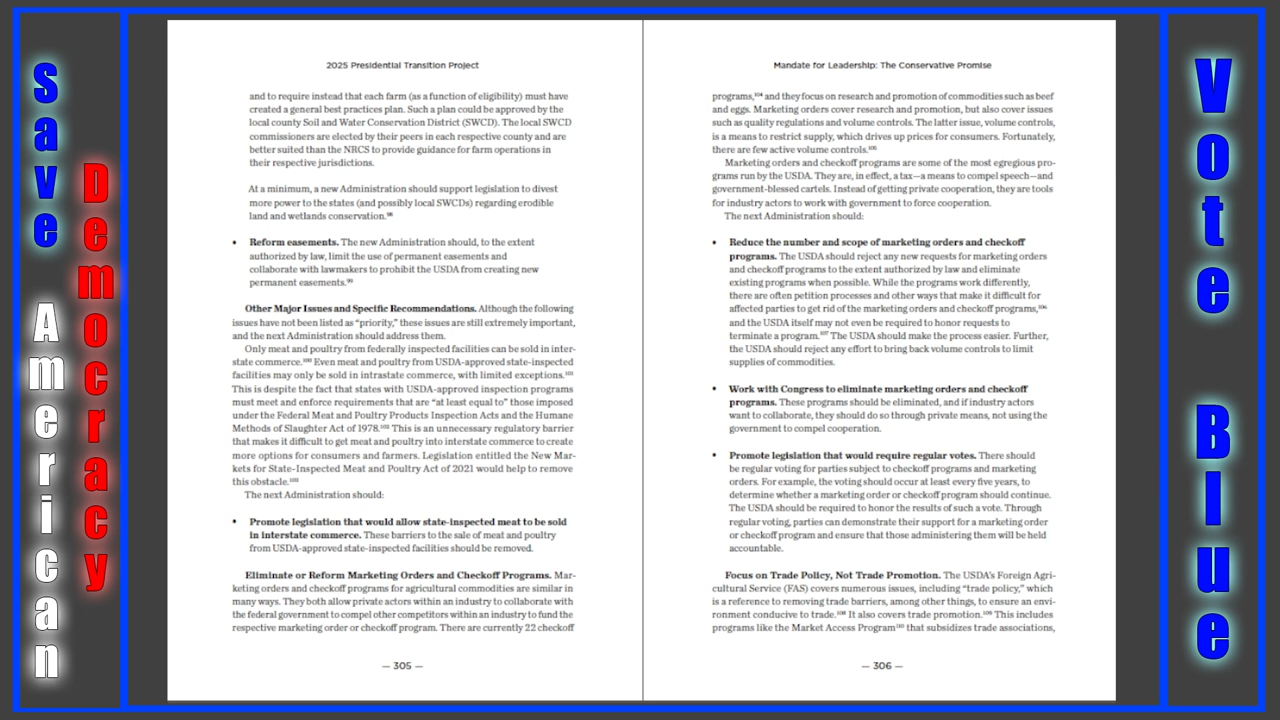 Save
American
Democracy
2025 Presidential Transition Project
and to require instead that each farm (as a function of eligibility) must have
created a general best practices plan. Such a plan could be approved by the
local county Soil and Water Conservation District (SWCD). The local SWCD
commissioners are elected by their peers in each respective county and are
better suited than the NRCS to provide guidance for farm operations in
their respective jurisdictions.
At a minimum, a new Administration should support legislation to divest
more power to the states (and possibly local SWCDs) regarding erodible
land and wetlands conservation.98
• Reform easements. The new Administration should, to the extent
authorized by law, limit the use of permanent easements and
collaborate with lawmakers to prohibit the USDA from creating new
permanent easements.99
Other Major Issues and Specific Recommendations. Although the following
issues have not been listed as “priority,” these issues are still extremely important,
and the next Administration should address them.
Only meat and poultry from federally inspected facilities can be sold in inter-
state commerce.100 Even meat and poultry from USDA-approved state-inspected
facilities may only be sold in intrastate commerce, with limited exceptions.101
This is despite the fact that states with USDA-approved inspection programs
must meet and enforce requirements that are “at least equal to” those imposed
under the Federal Meat and Poultry Products Inspection Acts and the Humane
Methods of Slaughter Act of 1978.102 This is an unnecessary regulatory barrier
that makes it difficult to get meat and poultry into interstate commerce to create
more options for consumers and farmers. Legislation entitled the New Mar-
kets for State-Inspected Meat and Poultry Act of 2021 would help to remove
this obstacle.103
The next Administration should:
• Promote legislation that would allow state-inspected meat to be sold
in interstate commerce. These barriers to the sale of meat and poultry
from USDA-approved state-inspected facilities should be removed.
Eliminate or Reform Marketing Orders and Checkoff Programs. Mar-
keting orders and checkoff programs for agricultural commodities are similar in
many ways. They both allow private actors within an industry to collaborate with
the federal government to compel other competitors within an industry to fund the
respective marketing order or checkoff program. There are currently 22 checkoff
— 305 —
Mandate for Leadership: The Conservative Promise
programs,104 and they focus on research and promotion of commodities such as beef
and eggs. Marketing orders cover research and promotion, but also cover issues
such as quality regulations and volume controls. The latter issue, volume controls,
is a means to restrict supply, which drives up prices for consumers. Fortunately,
there are few active volume controls.105
Marketing orders and checkoff programs are some of the most egregious pro-
grams run by the USDA. They are, in effect, a tax—a means to compel speech—and
government-blessed cartels. Instead of getting private cooperation, they are tools
for industry actors to work with government to force cooperation.
The next Administration should:
• Reduce the number and scope of marketing orders and checkoff
programs. The USDA should reject any new requests for marketing orders
and checkoff programs to the extent authorized by law and eliminate
existing programs when possible. While the programs work differently,
there are often petition processes and other ways that make it difficult for
affected parties to get rid of the marketing orders and checkoff programs,106
and the USDA itself may not even be required to honor requests to
terminate a program.107 The USDA should make the process easier. Further,
the USDA should reject any effort to bring back volume controls to limit
supplies of commodities.
• Work with Congress to eliminate marketing orders and checkoff
programs. These programs should be eliminated, and if industry actors
want to collaborate, they should do so through private means, not using the
government to compel cooperation.
• Promote legislation that would require regular votes. There should
be regular voting for parties subject to checkoff programs and marketing
orders. For example, the voting should occur at least every five years, to
determine whether a marketing order or checkoff program should continue.
The USDA should be required to honor the results of such a vote. Through
regular voting, parties can demonstrate their support for a marketing order
or checkoff program and ensure that those administering them will be held
accountable.
Focus on Trade Policy, Not Trade Promotion. The USDA’s Foreign Agri-
cultural Service (FAS) covers numerous issues, including “trade policy,” which
is a reference to removing trade barriers, among other things, to ensure an envi-
ronment conducive to trade.108 It also covers trade promotion.109 This includes
programs like the Market Access Program110 that subsidizes trade associations,
— 306 —
Vote
Blue